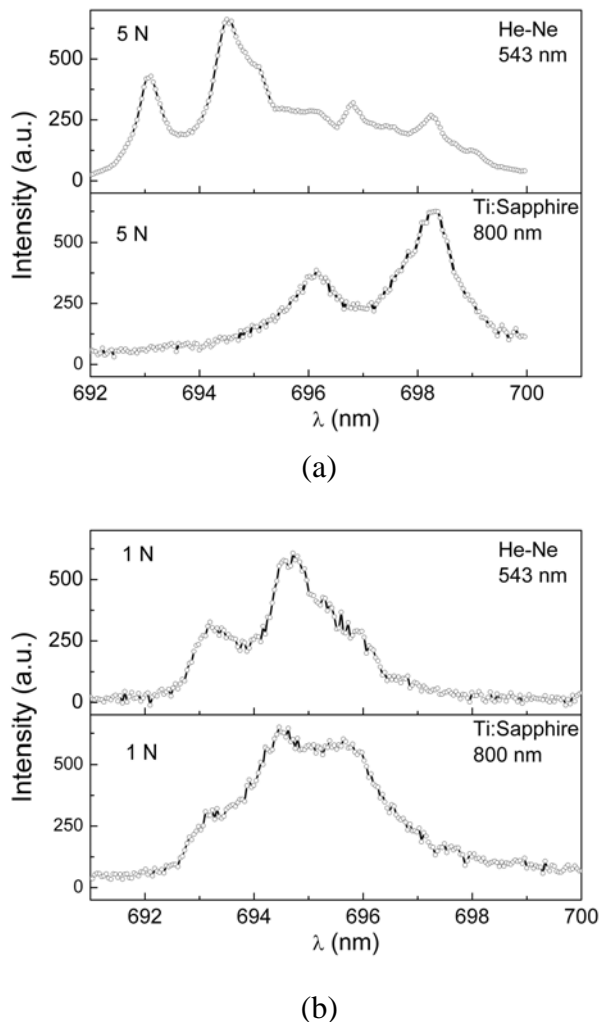 5 N
He-Ne
543 nm
500
250
0
Intensity (a.u.)
5 N
Ti:Sapphire
800 nm
500
250
0
692 694 696 698 700
λ (nm)
(a)
1 N
He-Ne
543 nm
500
250
0
Intensity (a.u.)
1 N
Ti:Sapphire
800 nm
500
250
0
692 694 696 698 700
λ (nm)
(b)